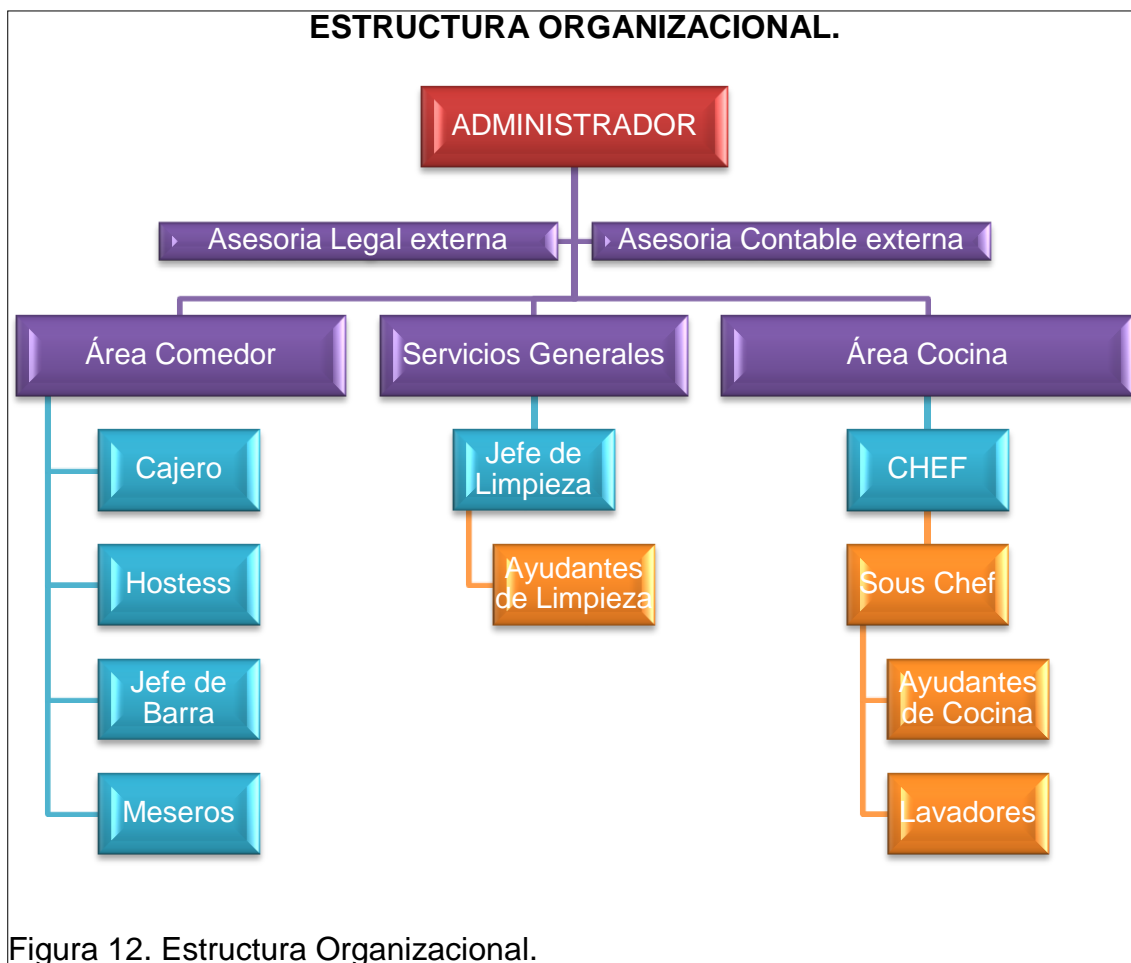 ESTRUCTURA ORGANIZACIONAL.
ADMINISTRADOR
Asesoria Legal externa
Asesoria Contable externa
Área Comedor
Servicios Generales
Área Cocina
Cajero
Hostess
Jefe de
Barra
Meseros
Jefe de
Limpieza
Ayudantes
de Limpieza
CHEF
Sous Chef
Ayudantes
de Cocina
Lavadores
Figura 12. Estructura Organizacional.